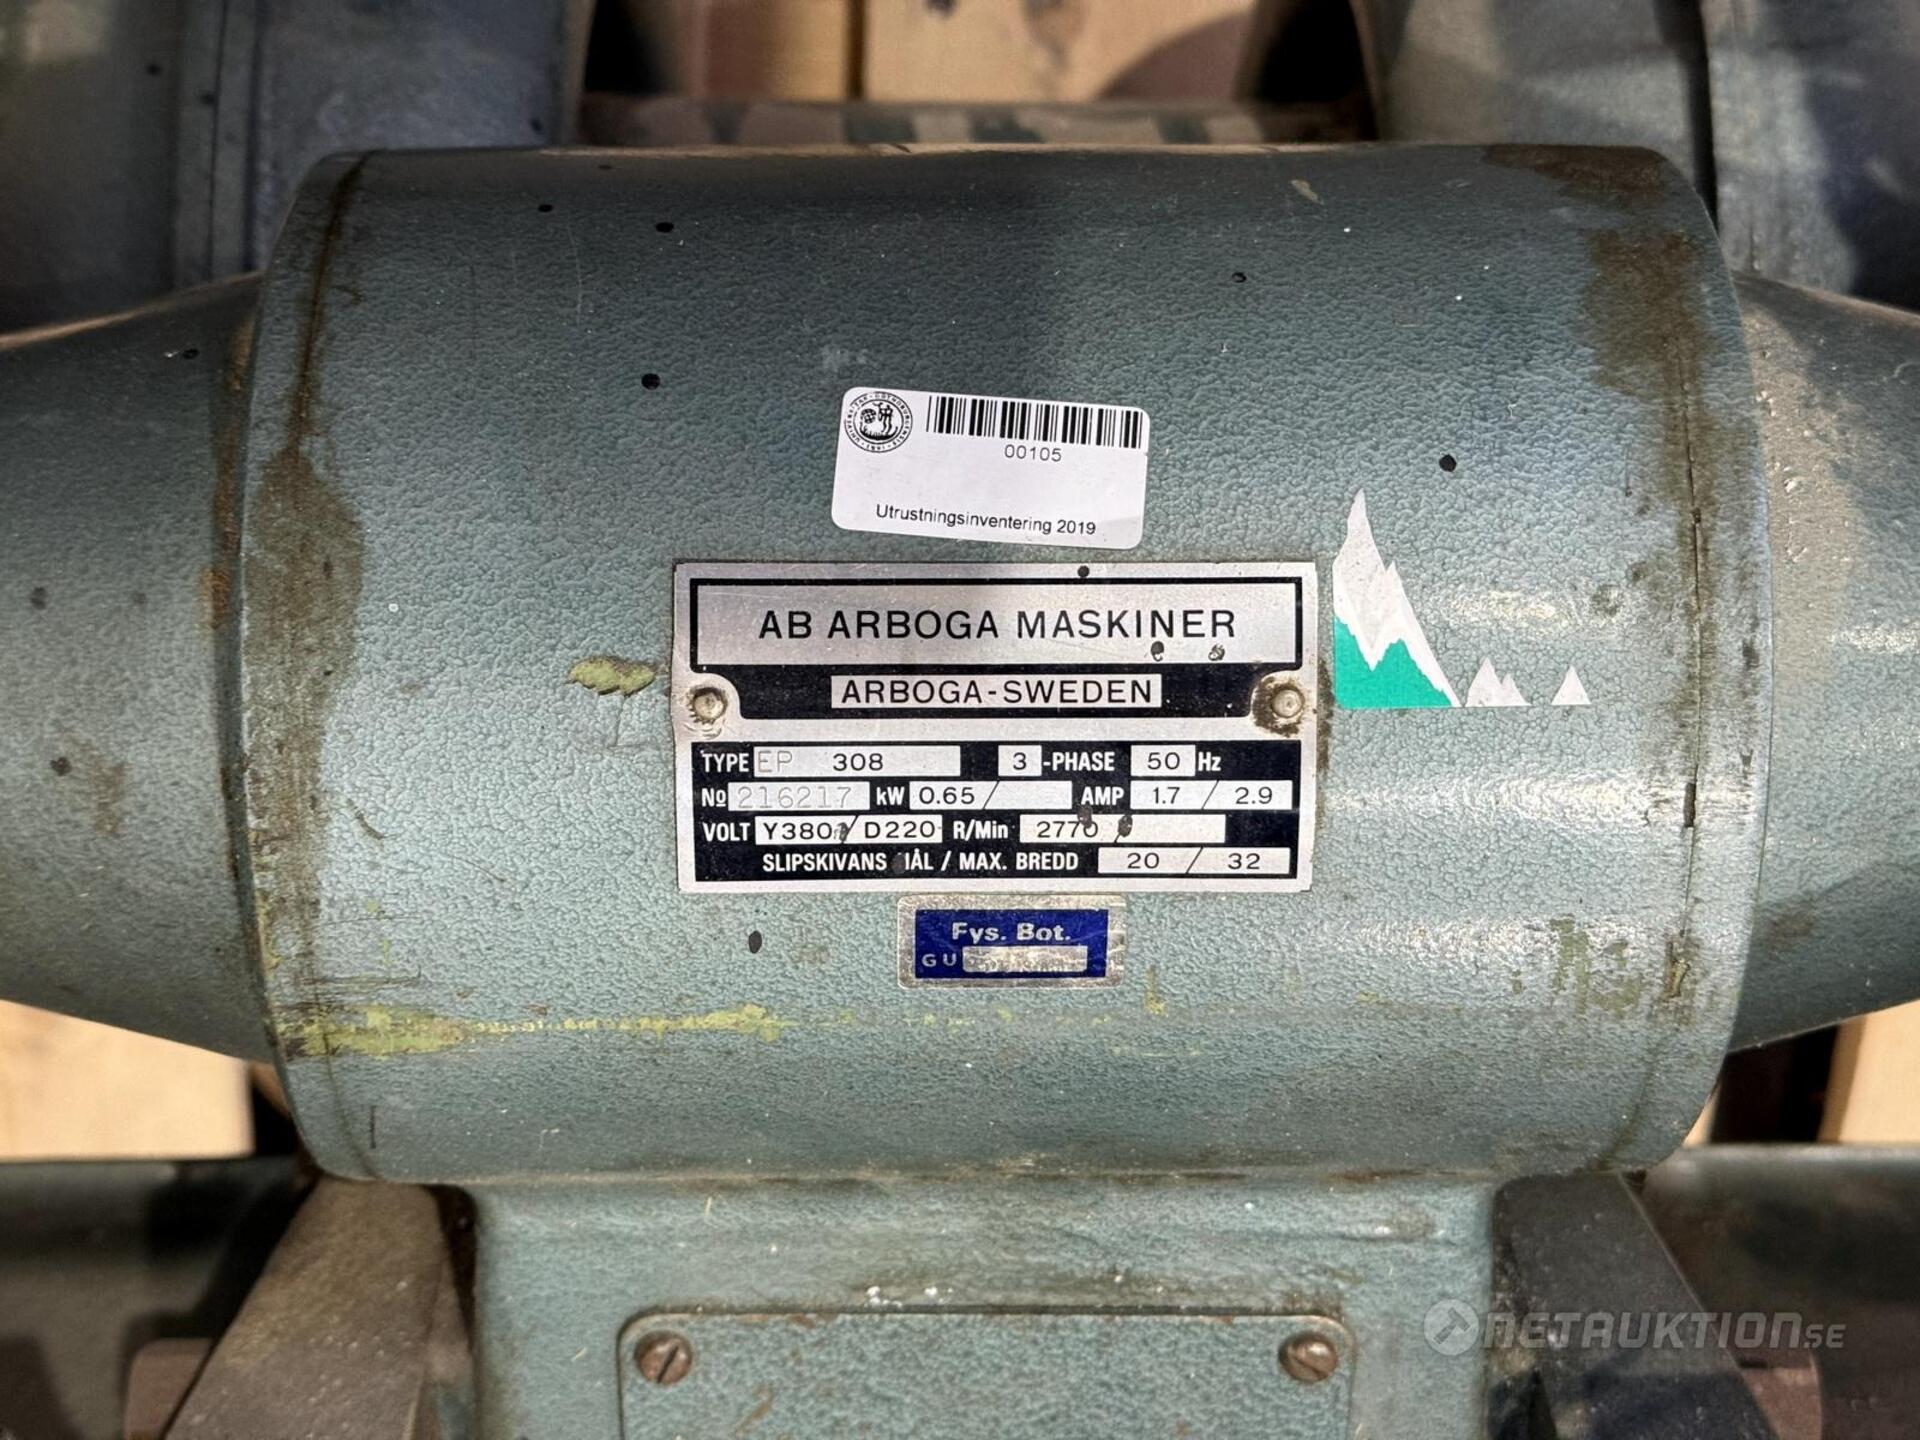 00105
Utrustningsinventering 2019
AB ARBOGA MASKINER
ARBOGA-SWEDEN
TYPE EP 308 3 -PHASE 50 Hz
No 216217 kW 0.65 / AMP 1.7 / 2.9
VOLT Y380 / D220 R/Min 2770 /
SLIPSKIVANS HÅL / MAX. BREDD 20 / 32
Fys. Bot.
GU
NETAUKTION.SE